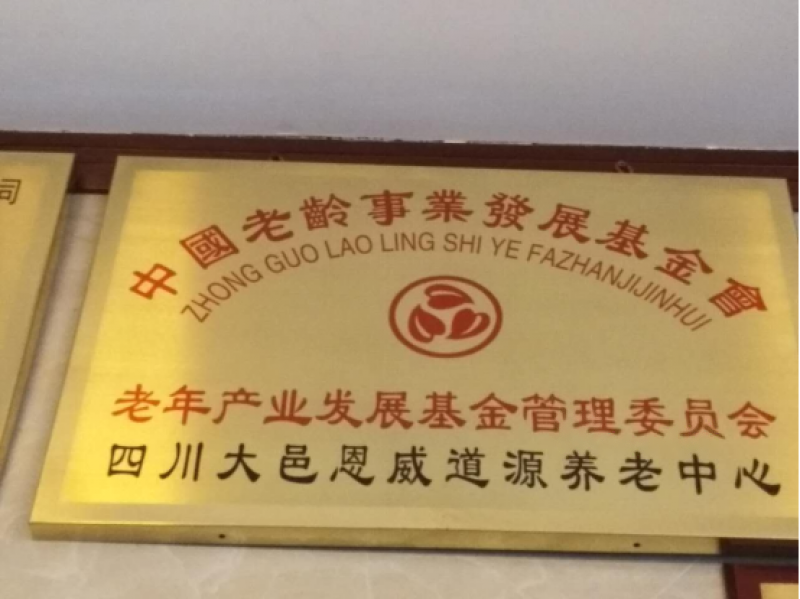 司
中國老齡事業發展基金會
ZHONG GUO LAO LING SHI YE FAZHANJIJINHUI
老年产业发展基金管理委员会
四川大邑恩威道源养老中心